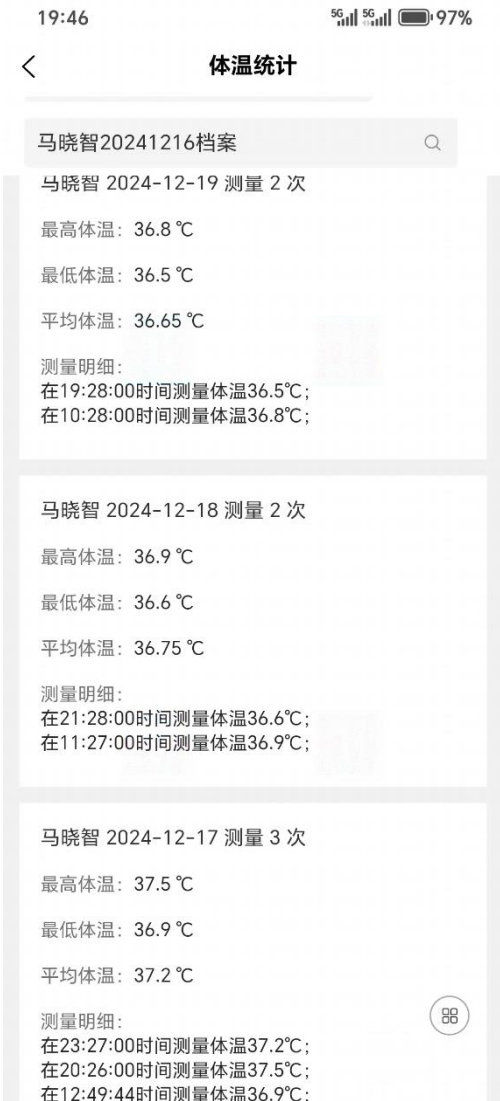 19:46
5G 5G 97%
体温统计
马晓智20241216档案
马晓智 2024-12-19 测量 2 次
最高体温：36.8 ℃
最低体温：36.5 ℃
平均体温：36.65 ℃
测量明细：
在19:28:00时间测量体温36.5℃；
在10:28:00时间测量体温36.8℃；
马晓智 2024-12-18 测量 2 次
最高体温：36.9 ℃
最低体温：36.6 ℃
平均体温：36.75 ℃
测量明细：
在21:28:00时间测量体温36.6℃；
在11:27:00时间测量体温36.9℃；
马晓智 2024-12-17 测量 3 次
最高体温：37.5 ℃
最低体温：36.9 ℃
平均体温：37.2 ℃
测量明细：
在23:27:00时间测量体温37.2℃；
在20:26:00时间测量体温37.5℃；
在12:49:44时间测量体温36.9℃；